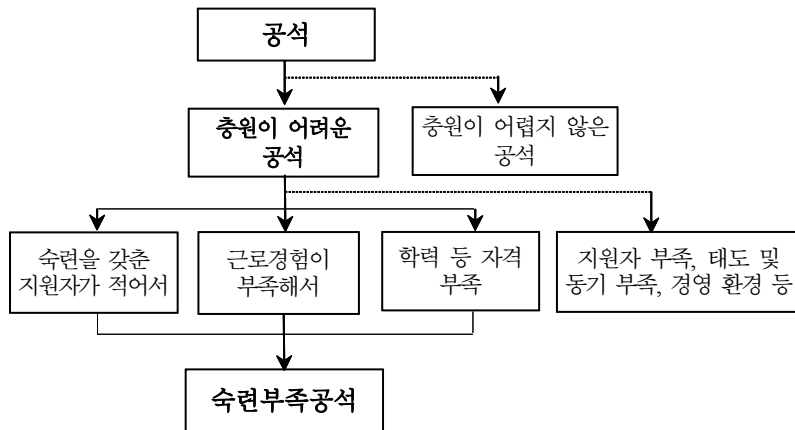 공석
충원이 어려운
공석
충원이 어렵지 않은
공석
숙련을 갖춘
지원자가 적어서
근로경험이
부족해서
학력 등 자격
부족
지원자 부족, 태도 및
동기 부족, 경영 환경 등
숙련부족공석